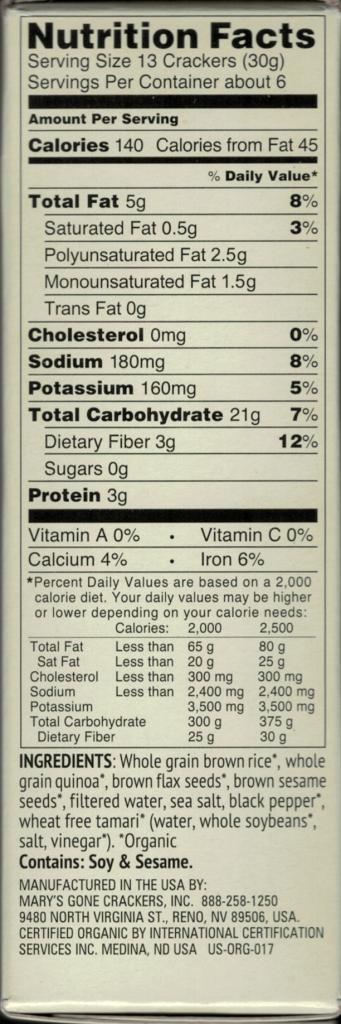 Nutrition Facts
Serving Size 13 Crackers (30g)
Servings Per Container about 6
Amount Per Serving
Calories 140 Calories from Fat 45
% Daily Value*
Total Fat 5g 8%
Saturated Fat 0.5g 3%
Polyunsaturated Fat 2.5g
Monounsaturated Fat 1.5g
Trans Fat 0g
Cholesterol 0mg 0%
Sodium 180mg 8%
Potassium 160mg 5%
Total Carbohydrate 21g 7%
Dietary Fiber 3g 12%
Sugars 0g
Protein 3g
Vitamin A 0% • Vitamin C 0%
Calcium 4% • Iron 6%
*Percent Daily Values are based on a 2,000
calorie diet. Your daily values may be higher
or lower depending on your calorie needs:
Calories: 2,000 2,500
Total Fat Less than 65 g 80 g
Sat Fat Less than 20 g 25 g
Cholesterol Less than 300 mg 300 mg
Sodium Less than 2,400 mg 2,400 mg
Potassium 3,500 mg 3,500 mg
Total Carbohydrate 300 g 375 g
Dietary Fiber 25 g 30 g
INGREDIENTS: Whole grain brown rice*, whole
grain quinoa*, brown flax seeds*, brown sesame
seeds*, filtered water, sea salt, black pepper*,
wheat free tamari* (water, whole soybeans*,
salt, vinegar*). *Organic
Contains: Soy & Sesame.
MANUFACTURED IN THE USA BY:
MARY'S GONE CRACKERS, INC. 888-258-1250
9480 NORTH VIRGINIA ST., RENO, NV 89506, USA.
CERTIFIED ORGANIC BY INTERNATIONAL CERTIFICATION
SERVICES INC. MEDINA, ND USA US-ORG-017